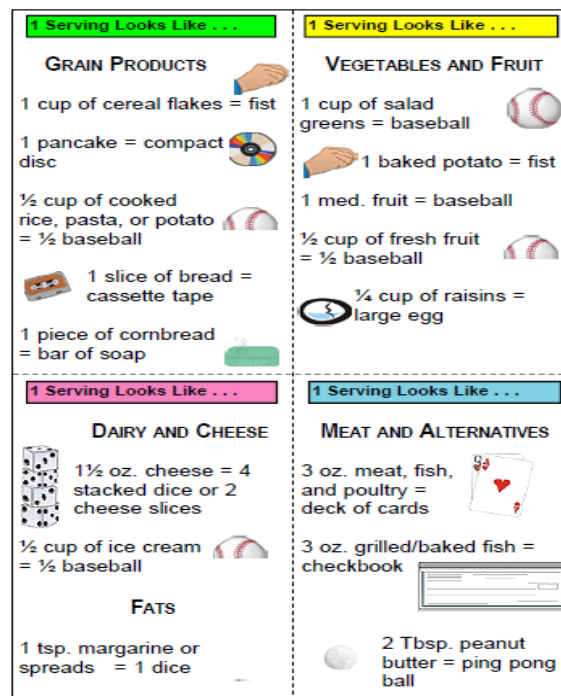 1 Serving Looks Like . . .
GRAIN PRODUCTS
1 cup of cereal flakes = fist
1 pancake = compact
disc
½ cup of cooked
rice, pasta, or potato
= ½ baseball
1 slice of bread =
cassette tape
1 piece of cornbread
= bar of soap
1 Serving Looks Like . . .
VEGETABLES AND FRUIT
1 cup of salad
greens = baseball
1 baked potato = fist
1 med. fruit = baseball
½ cup of fresh fruit
= ½ baseball
¼ cup of raisins =
large egg
1 Serving Looks Like . . .
DAIRY AND CHEESE
1½ oz. cheese = 4
stacked dice or 2
cheese slices
½ cup of ice cream
= ½ baseball
FATS
1 tsp. margarine or
spreads = 1 dice
1 Serving Looks Like . . .
MEAT AND ALTERNATIVES
3 oz. meat, fish,
and poultry =
deck of cards
3 oz. grilled/baked fish =
checkbook
2 Tbsp. peanut
butter = ping pong
ball